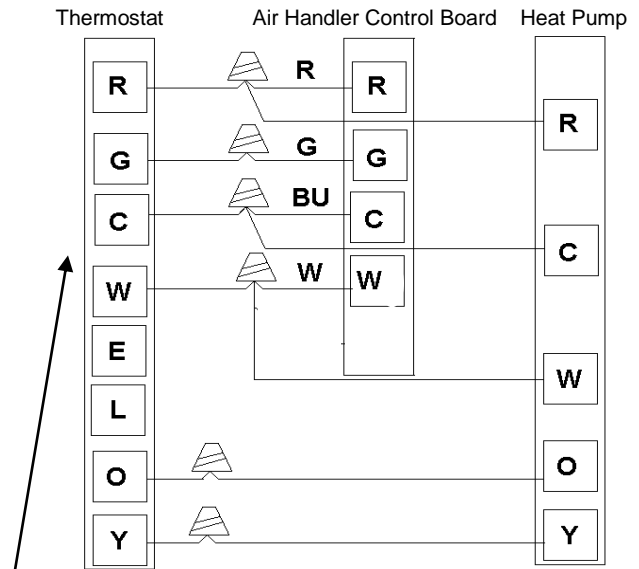 Thermostat Air Handler Control Board Heat Pump
R R R
R
G G G
C BU C
C
W W W
E
W
L
O O
Y Y